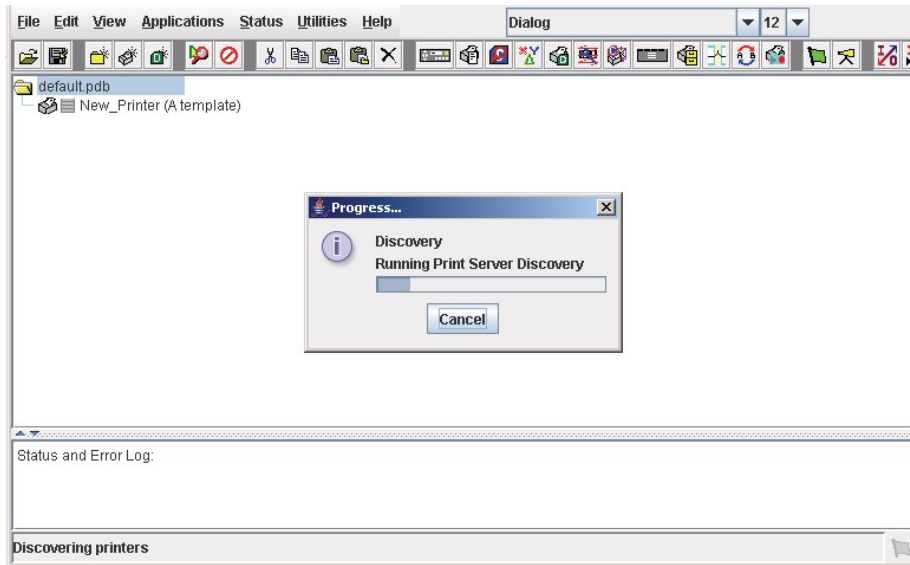 File Edit View Applications Status Utilities Help Dialog 12
default.pdb
New_Printer (A template)
Progress...
Discovery
Running Print Server Discovery
Cancel
Status and Error Log:
Discovering printers